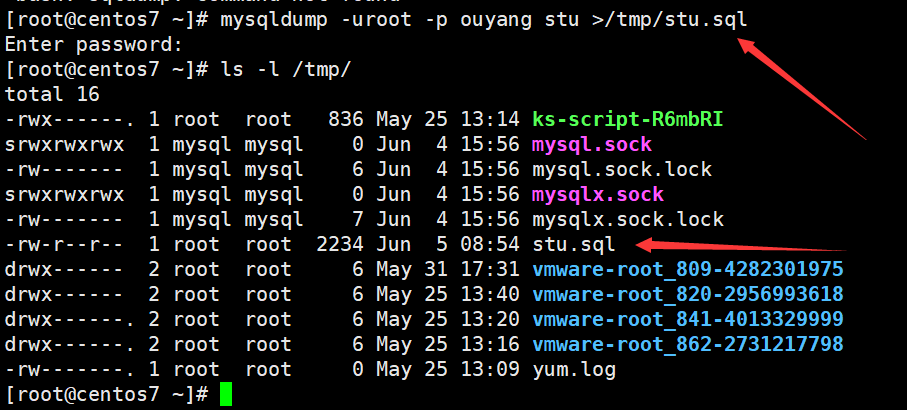 [root@centos7 ~]# mysqldump -uroot -p ouyang stu >/tmp/stu.sql
Enter password:
[root@centos7 ~]# ls -l /tmp/
total 16
-rwx------. 1 root  root   836 May 25 13:14 ks-script-R6mbRI
srwxrwxrwx  1 mysql mysql    0 Jun  4 15:56 mysql.sock
-rw-------  1 mysql mysql    6 Jun  4 15:56 mysql.sock.lock
srwxrwxrwx  1 mysql mysql    0 Jun  4 15:56 mysqlx.sock
-rw-------  1 mysql mysql    7 Jun  4 15:56 mysqlx.sock.lock
-rw-r--r--  1 root  root  2234 Jun  5 08:54 stu.sql
drwx------  2 root  root     6 May 31 17:31 vmware-root_809-4282301975
drwx------. 2 root  root     6 May 25 13:40 vmware-root_820-2956993618
drwx------. 2 root  root     6 May 25 13:20 vmware-root_841-4013329999
drwx------. 2 root  root     6 May 25 13:16 vmware-root_862-2731217798
-rw-------. 1 root  root     0 May 25 13:09 yum.log
[root@centos7 ~]#